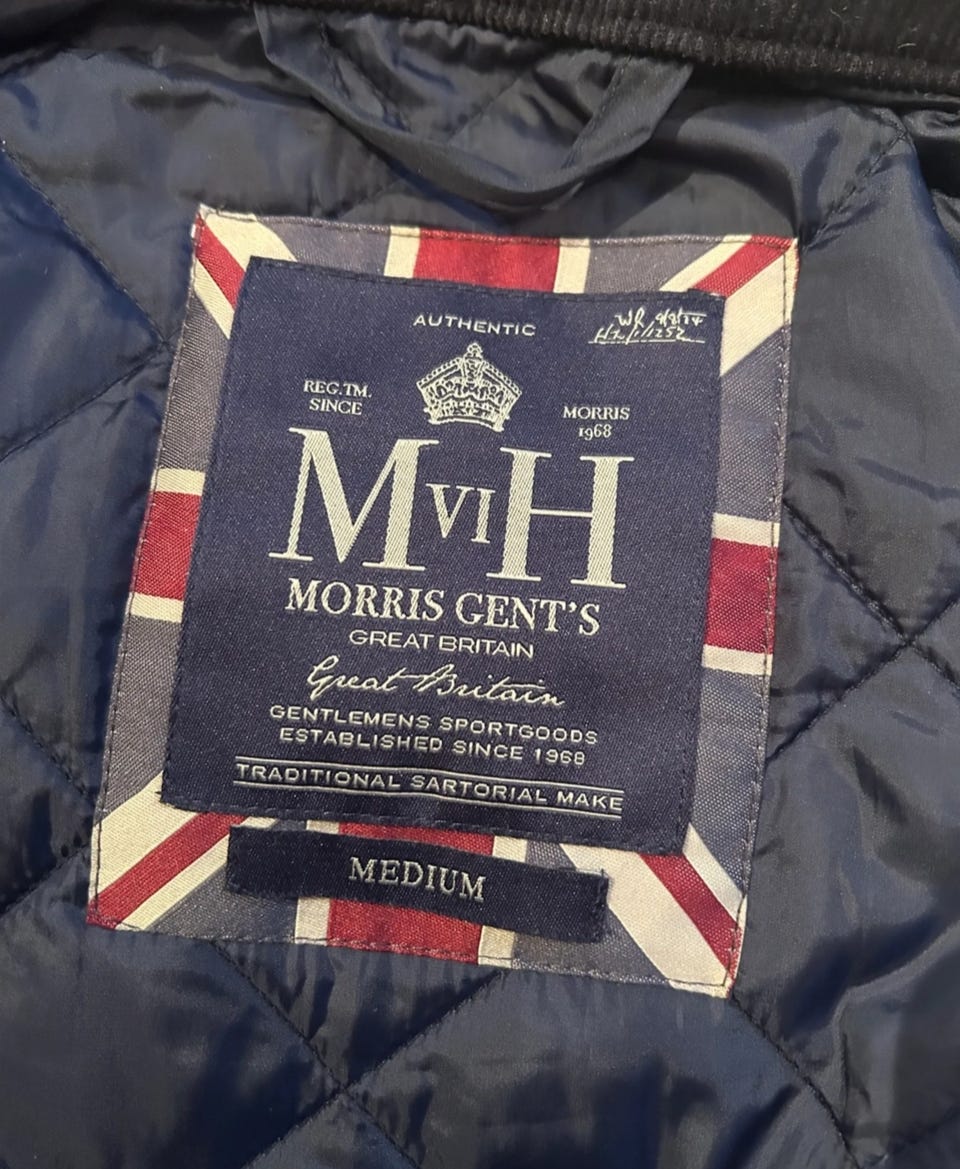 AUTHENTIC
REG.TM.
SINCE
MORRIS
1968
MVIH
MORRIS GENT'S
GREAT BRITAIN
Great Britain
GENTLEMENS SPORTGOODS
ESTABLISHED SINCE 1968
TRADITIONAL SARTORIAL MAKE
MEDIUM